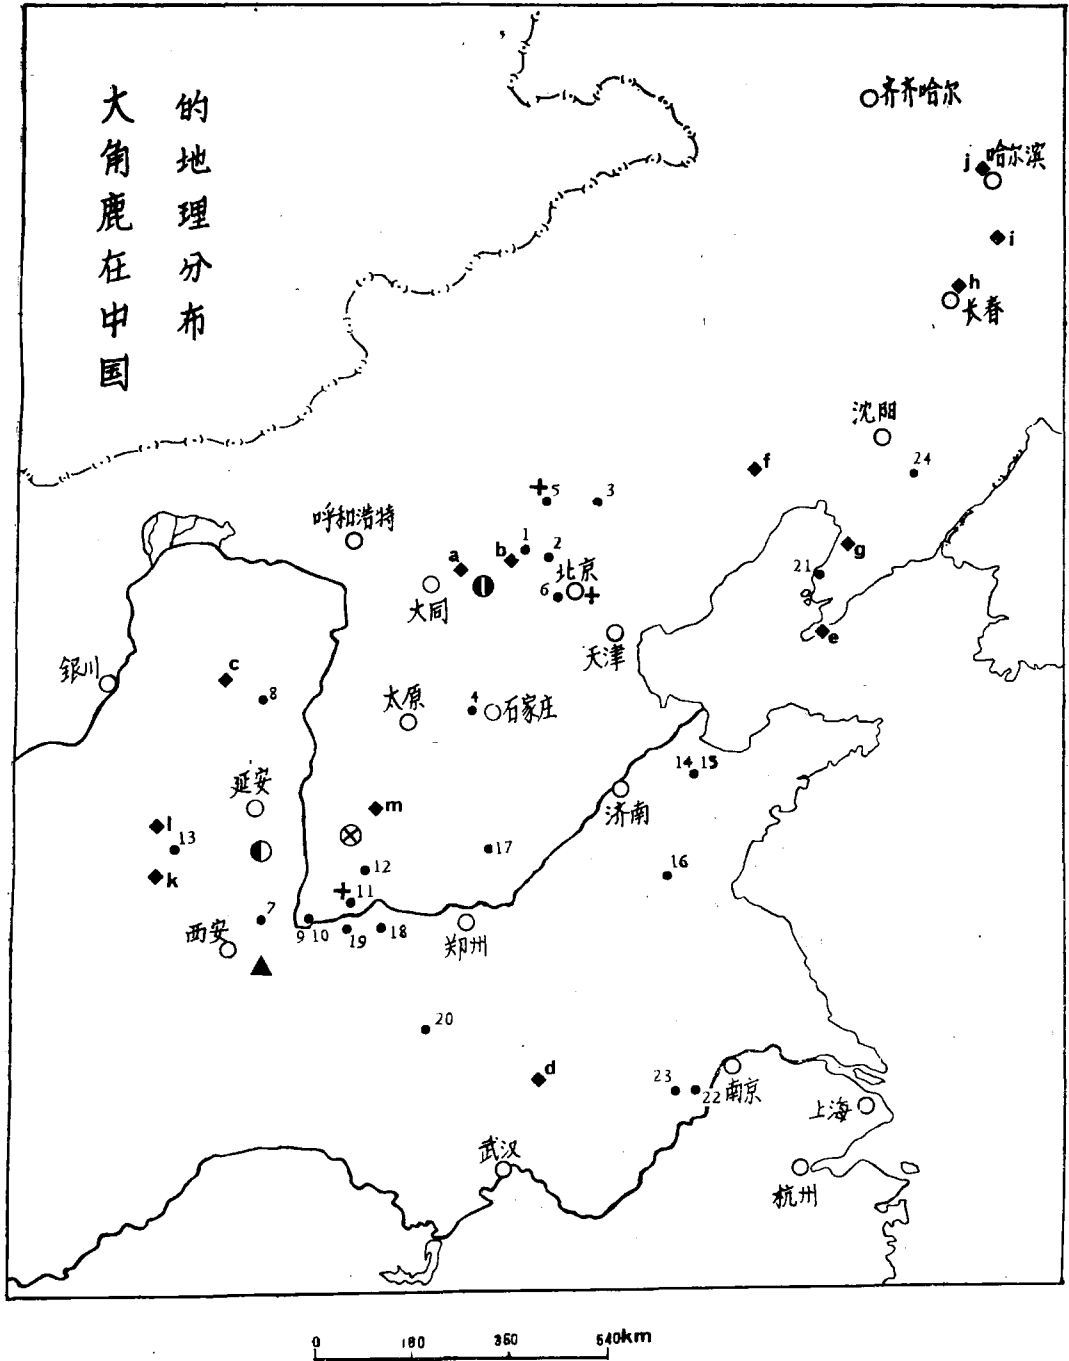 大角鹿在中国
的地理分布
齐齐哈尔
j 哈尔滨
i
h
长春
沈阳
24
f
5 3
呼和浩特
1
a b 2
g
北京
21
大同
6
e
天津
银川
c
8
太原
4
石家庄
14 15
延安
m
济南
l
13
17
k
12
16
11
7
西安
9 10
19
18
郑州
20
d
23
22 南京
上海
武汉
杭州
0 180 360 540km